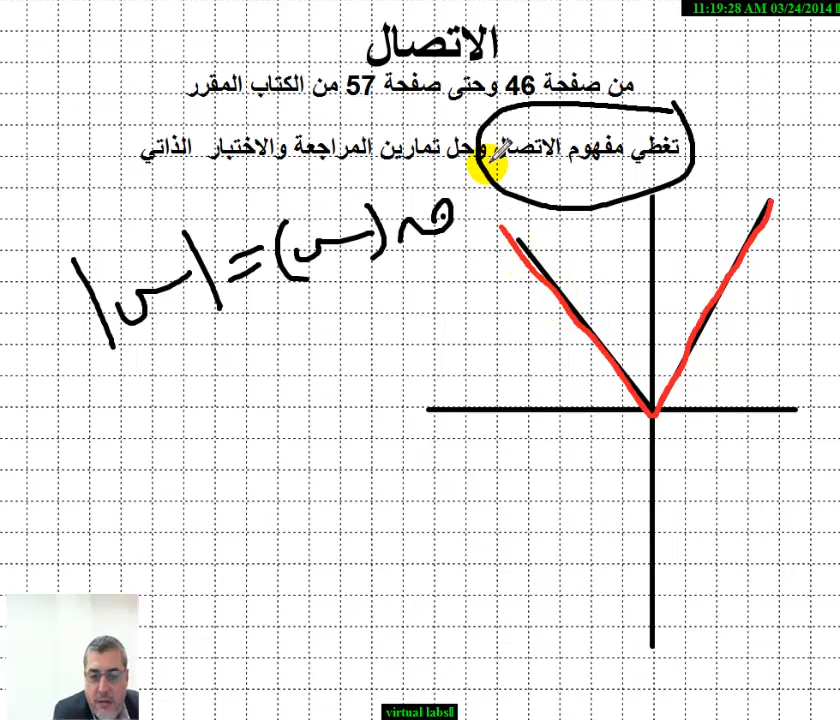 11:19:28 AM 03/24/2014
الاتصال
من صفحة 46 وحتى صفحة 57 من الكتاب المقرر
تغطي مفهوم الاتصال وحل تمارين المراجعة والاختبار الذاتي
ق(س) = |س|
virtual labs